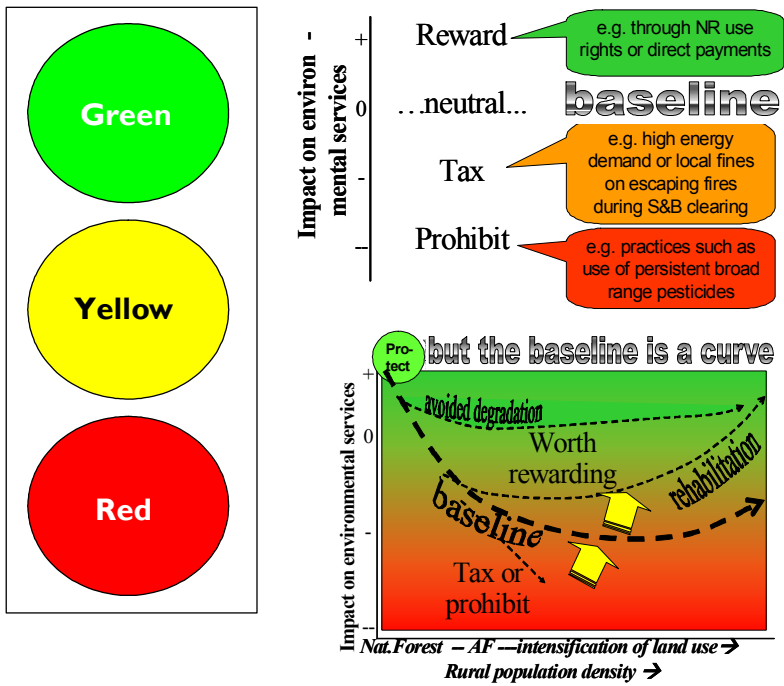 Green
Yellow
Red
Impact on environ -
mental services
+
0
-
--
Reward
…neutral...
Tax
Prohibit
e.g. through NR use
rights or direct payments
baseline
e.g. high energy
demand or local fines
on escaping fires
during S&B clearing
e.g. practices such as
use of persistent broad
range pesticides
Pro-
tect
but the baseline is a curve
Impact on environmental services
+
0
-
--
avoided degradation
Worth
rewarding
rehabilitation
baseline
Tax or
prohibit
Nat.Forest -- AF ---intensification of land use →
Rural population density →